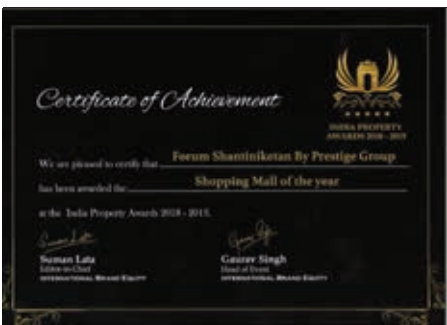 Certificate of Achievement
INDIA PROPERTY
AWARDS 2018 - 2019
We are pleased to certify that Forum Shantiniketan By Prestige Group
has been awarded the Shopping Mall of the year
at the India Property Awards 2018 - 2019.
Suman Lata
Editor-in-Chief
INTERNATIONAL BRAND EQUITY
Gaurav Singh
Head of Event
INTERNATIONAL BRAND EQUITY